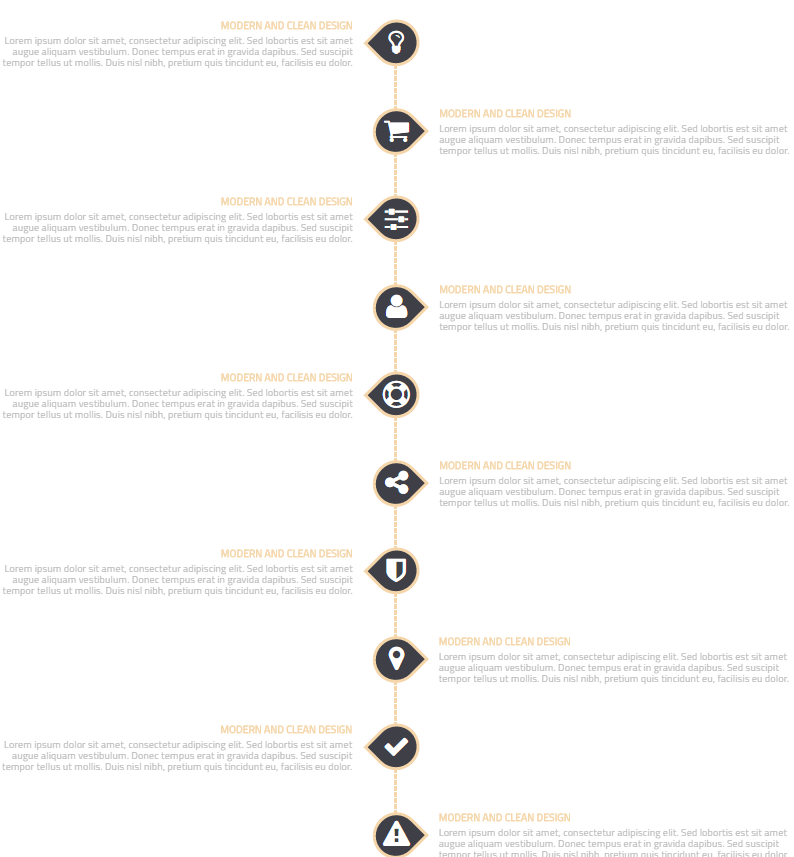 MODERN AND CLEAN DESIGN
Lorem ipsum dolor sit amet, consectetur adipiscing elit. Sed lobortis est sit amet
augue aliquam vestibulum. Donec tempus erat in gravida dapibus. Sed suscipit
tempor tellus ut mollis. Duis nisl nibh, pretium quis tincidunt eu, facilisis eu dolor.
MODERN AND CLEAN DESIGN
Lorem ipsum dolor sit amet, consectetur adipiscing elit. Sed lobortis est sit amet
augue aliquam vestibulum. Donec tempus erat in gravida dapibus. Sed suscipit
tempor tellus ut mollis. Duis nisl nibh, pretium quis tincidunt eu, facilisis eu dolor.
MODERN AND CLEAN DESIGN
Lorem ipsum dolor sit amet, consectetur adipiscing elit. Sed lobortis est sit amet
augue aliquam vestibulum. Donec tempus erat in gravida dapibus. Sed suscipit
tempor tellus ut mollis. Duis nisl nibh, pretium quis tincidunt eu, facilisis eu dolor.
MODERN AND CLEAN DESIGN
Lorem ipsum dolor sit amet, consectetur adipiscing elit. Sed lobortis est sit amet
augue aliquam vestibulum. Donec tempus erat in gravida dapibus. Sed suscipit
tempor tellus ut mollis. Duis nisl nibh, pretium quis tincidunt eu, facilisis eu dolor.
MODERN AND CLEAN DESIGN
Lorem ipsum dolor sit amet, consectetur adipiscing elit. Sed lobortis est sit amet
augue aliquam vestibulum. Donec tempus erat in gravida dapibus. Sed suscipit
tempor tellus ut mollis. Duis nisl nibh, pretium quis tincidunt eu, facilisis eu dolor.
MODERN AND CLEAN DESIGN
Lorem ipsum dolor sit amet, consectetur adipiscing elit. Sed lobortis est sit amet
augue aliquam vestibulum. Donec tempus erat in gravida dapibus. Sed suscipit
tempor tellus ut mollis. Duis nisl nibh, pretium quis tincidunt eu, facilisis eu dolor.
MODERN AND CLEAN DESIGN
Lorem ipsum dolor sit amet, consectetur adipiscing elit. Sed lobortis est sit amet
augue aliquam vestibulum. Donec tempus erat in gravida dapibus. Sed suscipit
tempor tellus ut mollis. Duis nisl nibh, pretium quis tincidunt eu, facilisis eu dolor.
MODERN AND CLEAN DESIGN
Lorem ipsum dolor sit amet, consectetur adipiscing elit. Sed lobortis est sit amet
augue aliquam vestibulum. Donec tempus erat in gravida dapibus. Sed suscipit
tempor tellus ut mollis. Duis nisl nibh, pretium quis tincidunt eu, facilisis eu dolor.
MODERN AND CLEAN DESIGN
Lorem ipsum dolor sit amet, consectetur adipiscing elit. Sed lobortis est sit amet
augue aliquam vestibulum. Donec tempus erat in gravida dapibus. Sed suscipit
tempor tellus ut mollis. Duis nisl nibh, pretium quis tincidunt eu, facilisis eu dolor.
MODERN AND CLEAN DESIGN
Lorem ipsum dolor sit amet, consectetur adipiscing elit. Sed lobortis est sit amet
augue aliquam vestibulum. Donec tempus erat in gravida dapibus. Sed suscipit
tempor tellus ut mollis. Duis nisl nibh, pretium quis tincidunt eu, facilisis eu dolor.